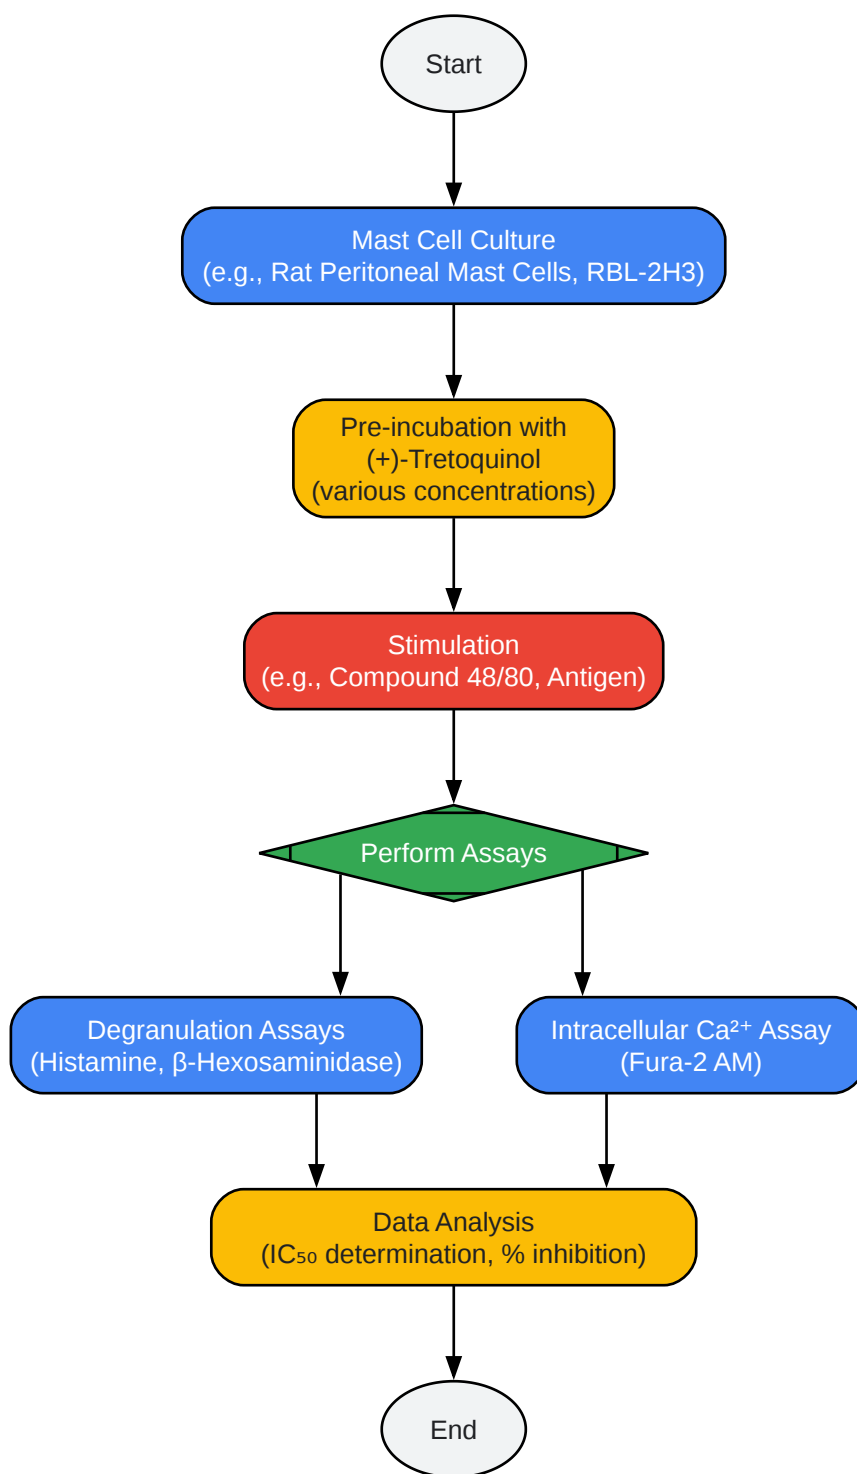 Start
Mast Cell Culture
(e.g., Rat Peritoneal Mast Cells, RBL-2H3)
Pre-incubation with
(+)-Tretoquinol
(various concentrations)
Stimulation
(e.g., Compound 48/80, Antigen)
Perform Assays
Degranulation Assays
(Histamine, β-Hexosaminidase)
Intracellular Ca²⁺ Assay
(Fura-2 AM)
Data Analysis
(IC₅₀ determination, % inhibition)
End